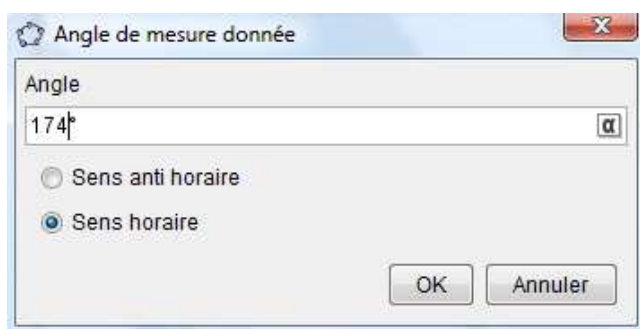 Angle de mesure donnée
Angle
174°
α
Sens anti horaire
Sens horaire
OK Annuler